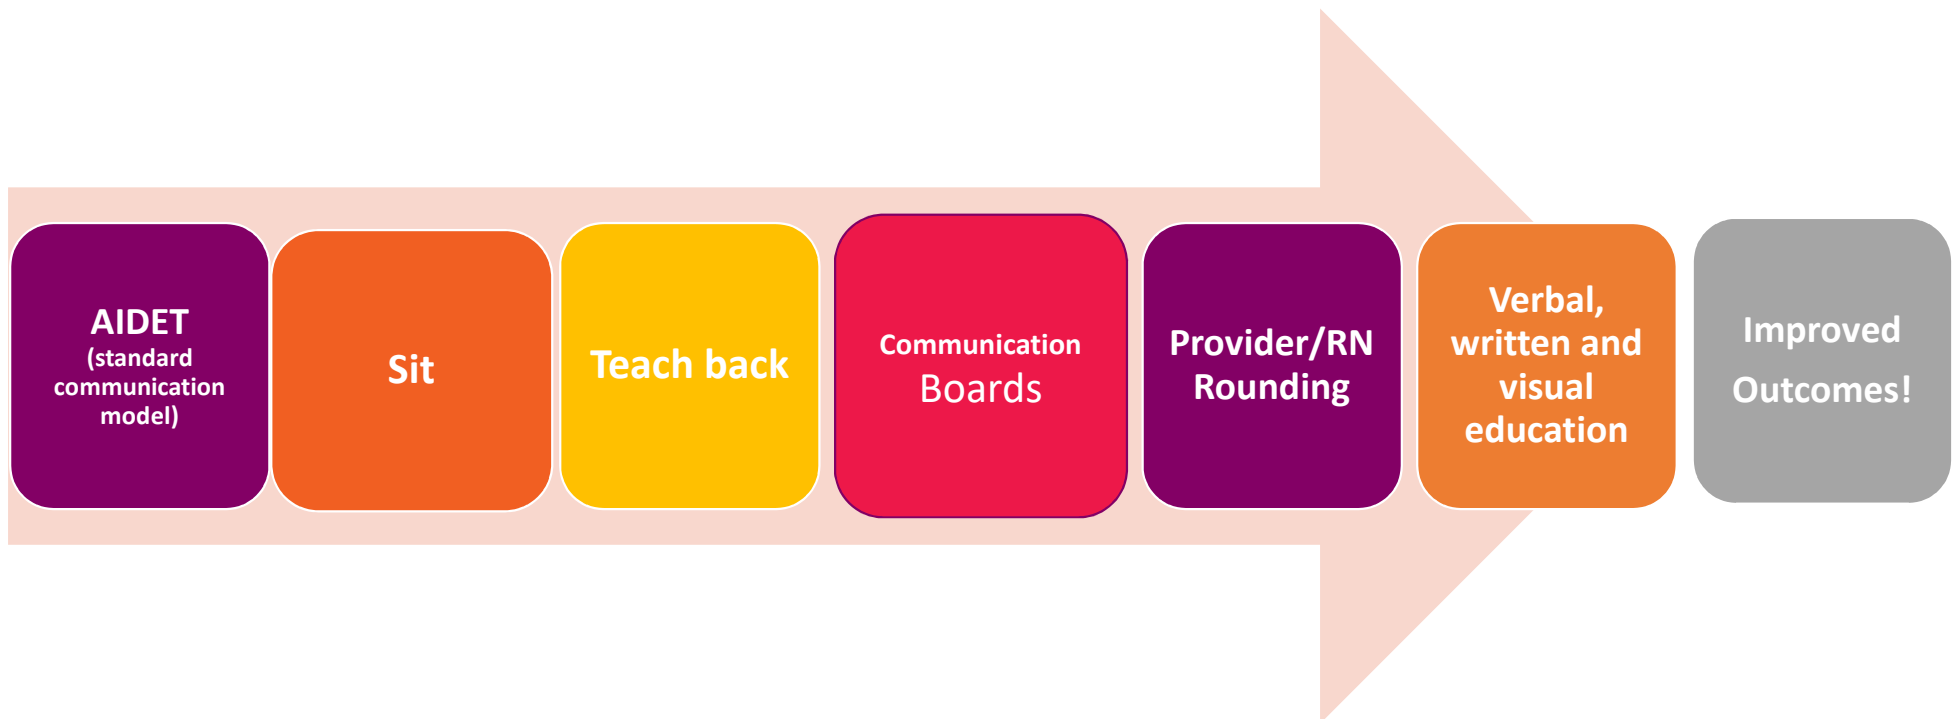 AIDET
(standard
communication
model)
Sit
Teach back
Communication
Boards
Provider/RN
Rounding
Verbal,
written and
visual
education
Improved
Outcomes!